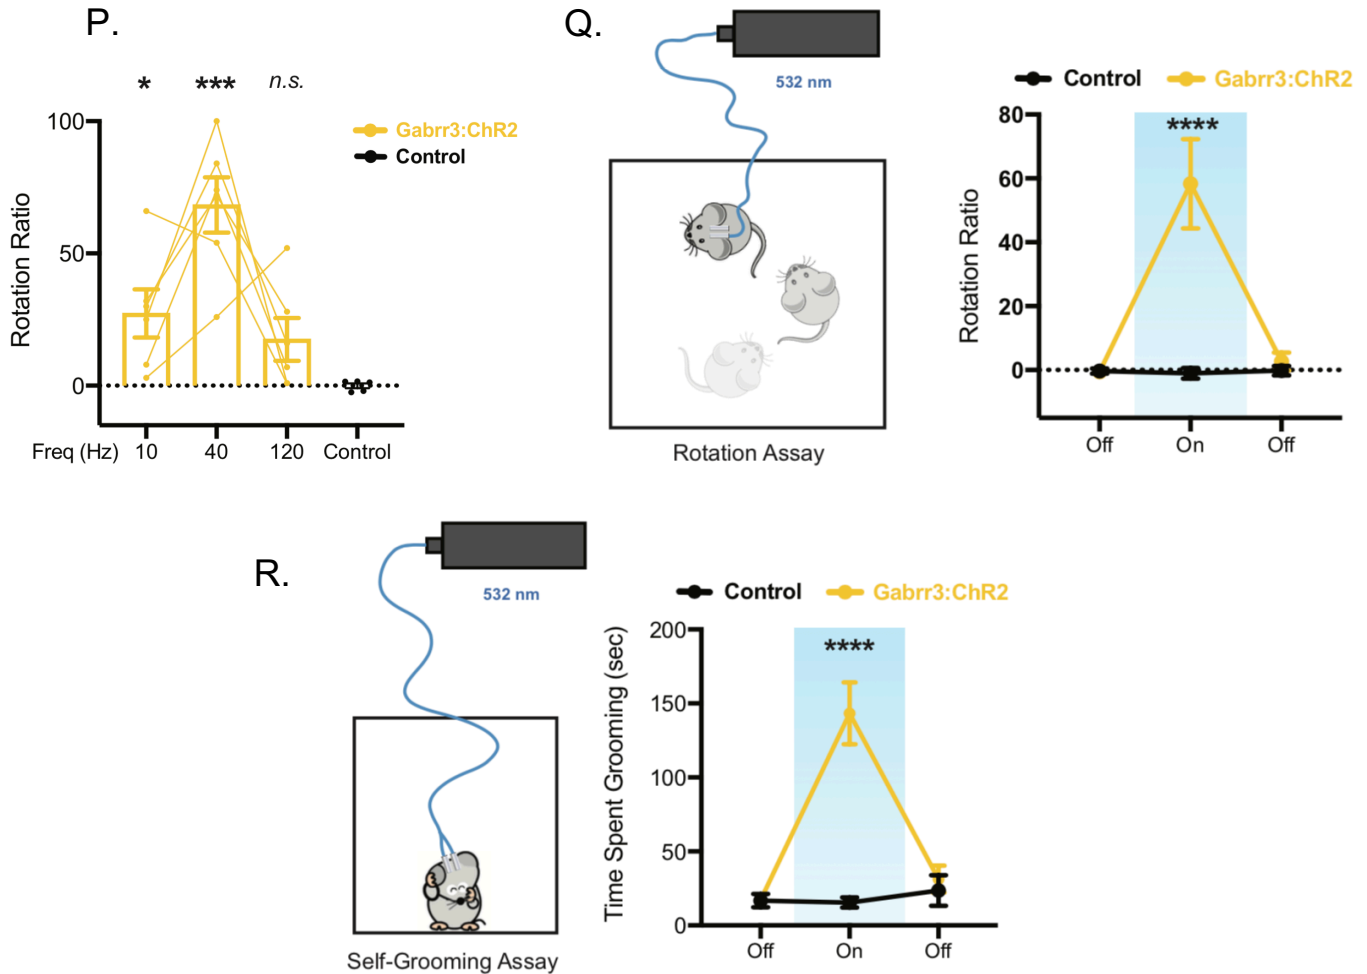 P.
* *** n.s.
Gabrr3:ChR2
Control
Rotation Ratio
100
50
0
Freq (Hz) 10 40 120 Control
Q.
532 nm
Rotation Assay
Control Gabrr3:ChR2
Rotation Ratio
80
60
40
20
0
****
Off On Off
R.
532 nm
Self-Grooming Assay
Control Gabrr3:ChR2
Time Spent Grooming (sec)
200
150
100
50
0
****
Off On Off